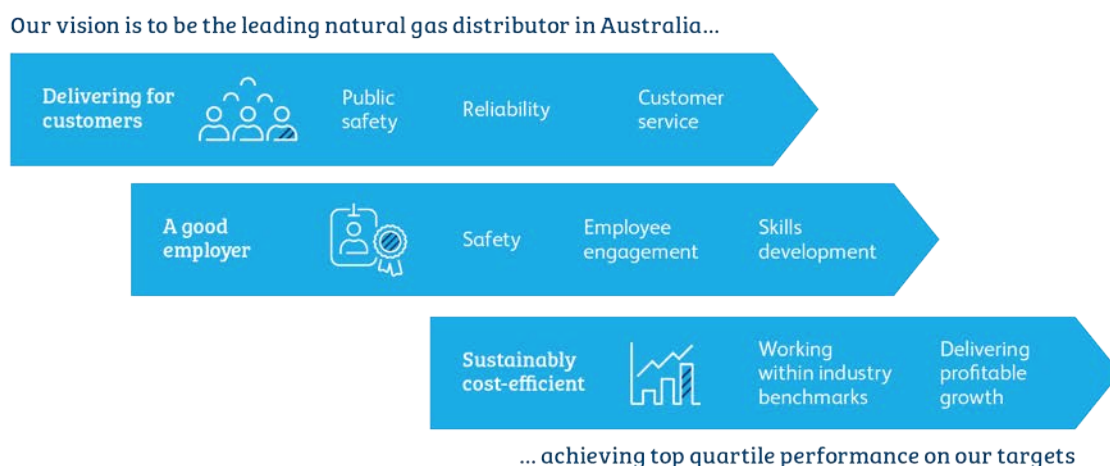 Our vision is to be the leading natural gas distributor in Australia...
Delivering for
customers
Public
safety
Reliability
Customer
service
A good
employer
Safety
Employee
engagement
Skills
development
Sustainably
cost-efficient
Working
within industry
benchmarks
Delivering
profitable
growth
... achieving top quartile performance on our targets